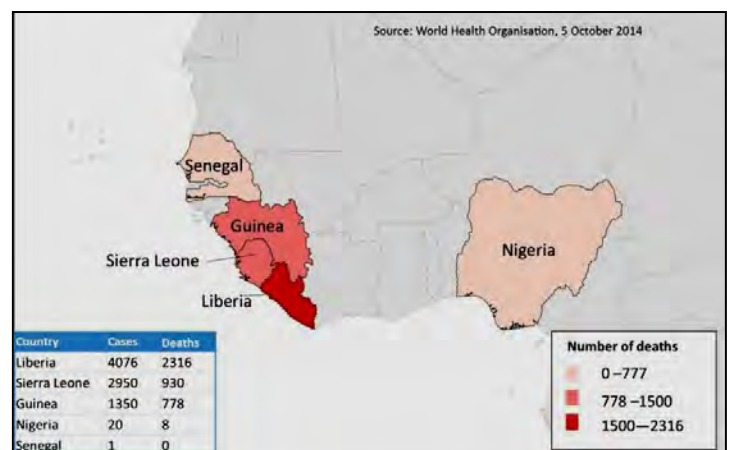 Source: World Health Organisation, 5 October 2014
Senegal
Guinea
Sierra Leone
Nigeria
Liberia
Country Cases Deaths
Liberia 4076 2316
Sierra Leone 2950 930
Guinea 1350 778
Nigeria 20 8
Senegal 1 0
Number of deaths
0 –777
778 –1500
1500—2316